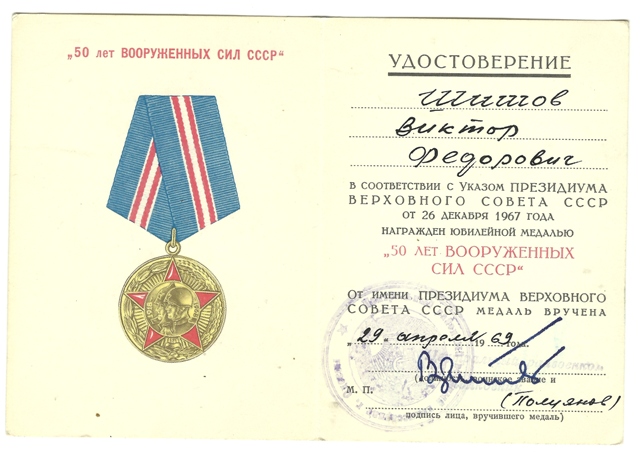 „50 лет ВООРУЖЕННЫХ СИЛ СССР“
УДОСТОВЕРЕНИЕ
Шитов
Виктор
Федорович
В СООТВЕТСТВИИ С УКАЗОМ ПРЕЗИДИУМА
ВЕРХОВНОГО СОВЕТА СССР
ОТ 26 ДЕКАБРЯ 1967 ГОДА
НАГРАЖДЕН ЮБИЛЕЙНОЙ МЕДАЛЬЮ
„50 ЛЕТ ВООРУЖЕННЫХ
СИЛ СССР“
ОТ ИМЕНИ ПРЕЗИДИУМА ВЕРХОВНОГО
СОВЕТА СССР МЕДАЛЬ ВРУЧЕНА
„29“ апреля 1969 года.
звание и
М. П.
(Полуянов)
подпись лица, вручившего медаль)